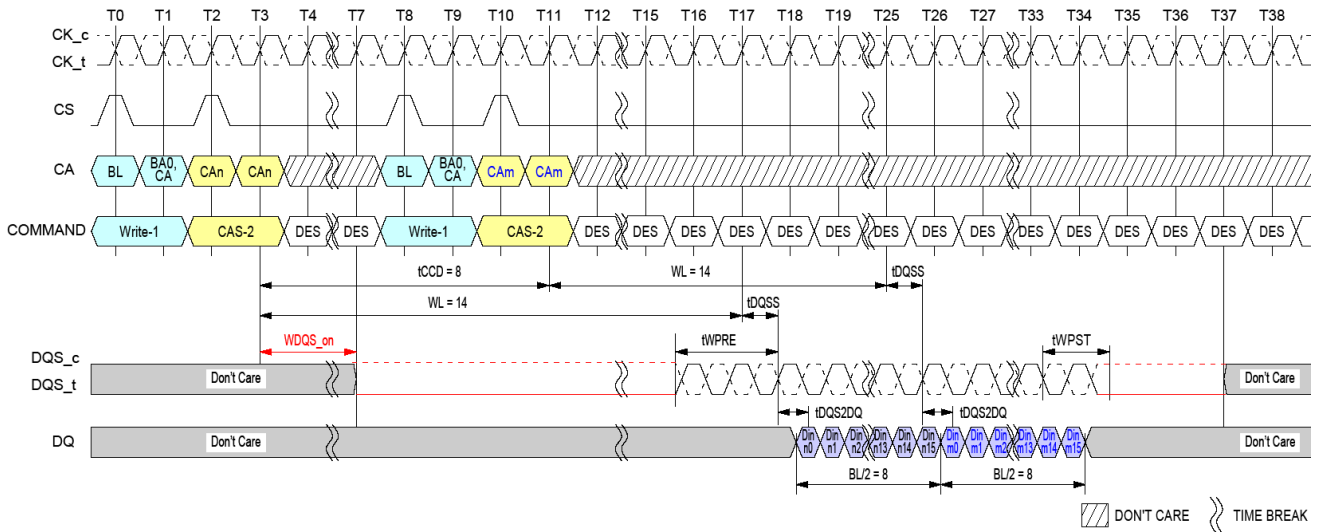 T0 T1 T2 T3 T4 T7 T8 T9 T10 T11 T12 T15 T16 T17 T18 T19 T25 T26 T27 T33 T34 T35 T36 T37 T38
CK_c
CK_t
CS
CA BL BA0, CA CAn CAn BL BA0, CA CAm CAm
COMMAND Write-1 CAS-2 DES DES Write-1 CAS-2 DES DES DES DES DES DES DES DES DES DES DES DES DES DES DES
tCCD = 8 WL = 14 tDQSS
WL = 14 tDQSS
WDQS_on tWPRE tWPST
DQS_c
DQS_t Don't Care Don't Care
tDQS2DQ tDQS2DQ
DQ Don't Care Din n0 Din n1 Din n2 Din n13 Din n14 Din n15 Din m0 Din m1 Din m2 Din m13 Din m14 Din m15 Don't Care
BL/2 = 8 BL/2 = 8
DON'T CARE TIME BREAK